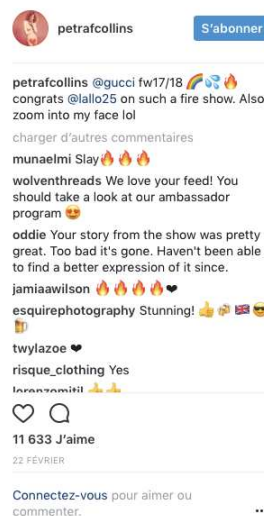 petrafcollins
S'abonner
petrafcollins @gucci fw17/18 🌈💦🔥
congrats @lallo25 on such a fire show. Also
zoom into my face lol
charger d'autres commentaires
munaelmi Slay🔥🔥🔥
wolventhreads We love your feed! You
should take a look at our ambassador
program 😍
oddie Your story from the show was pretty
great. Too bad it's gone. Haven't been able
to find a better expression of it since.
jamiaawilson 🔥🔥🔥🔥❤
esquirephotography Stunning! 👍🍻🇬🇧😎
🍺
twylazoe ❤
risque_clothing Yes
lorenzomitil 👍👍
11 633 J'aime
22 FÉVRIER
Connectez-vous pour aimer ou
commenter.